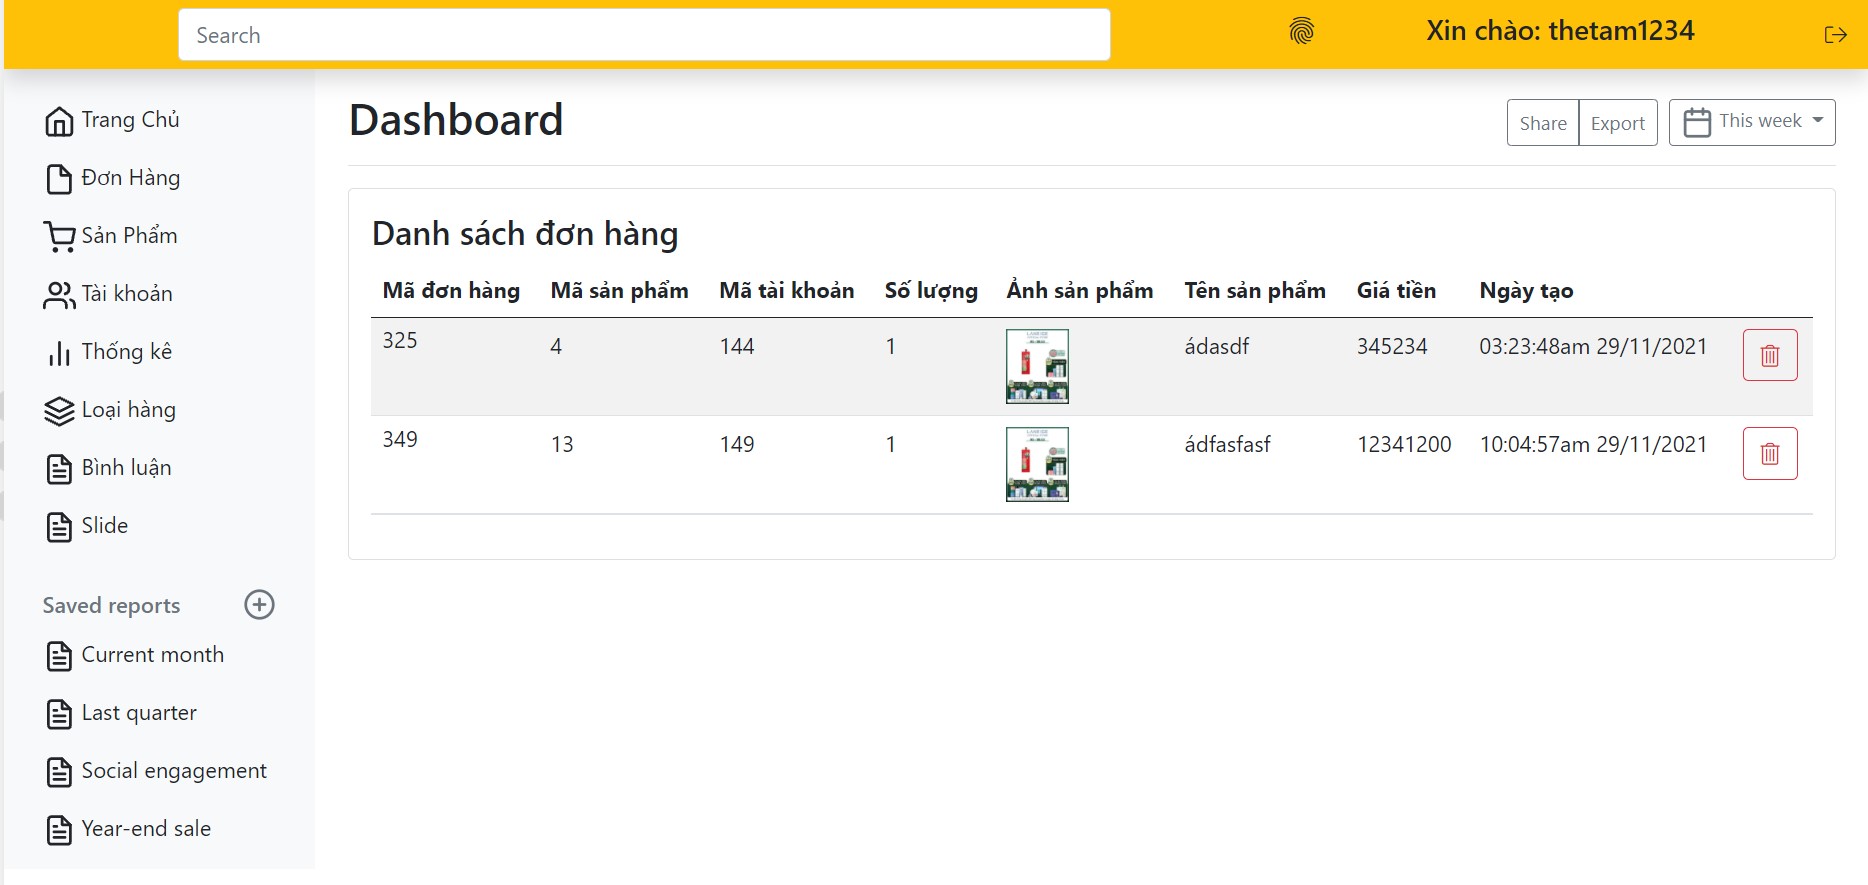 Search
Xin chào: thetam1234
Trang Chủ
Đơn Hàng
Sản Phẩm
Tài khoản
Thống kê
Loại hàng
Bình luận
Slide
Saved reports
Current month
Last quarter
Social engagement
Year-end sale
Dashboard
Share Export This week
Danh sách đơn hàng
Mã đơn hàng Mã sản phẩm Mã tài khoản Số lượng Ảnh sản phẩm Tên sản phẩm Giá tiền Ngày tạo
325 4 144 1 ádasdf 345234 03:23:48am 29/11/2021
349 13 149 1 ádfasfasf 12341200 10:04:57am 29/11/2021